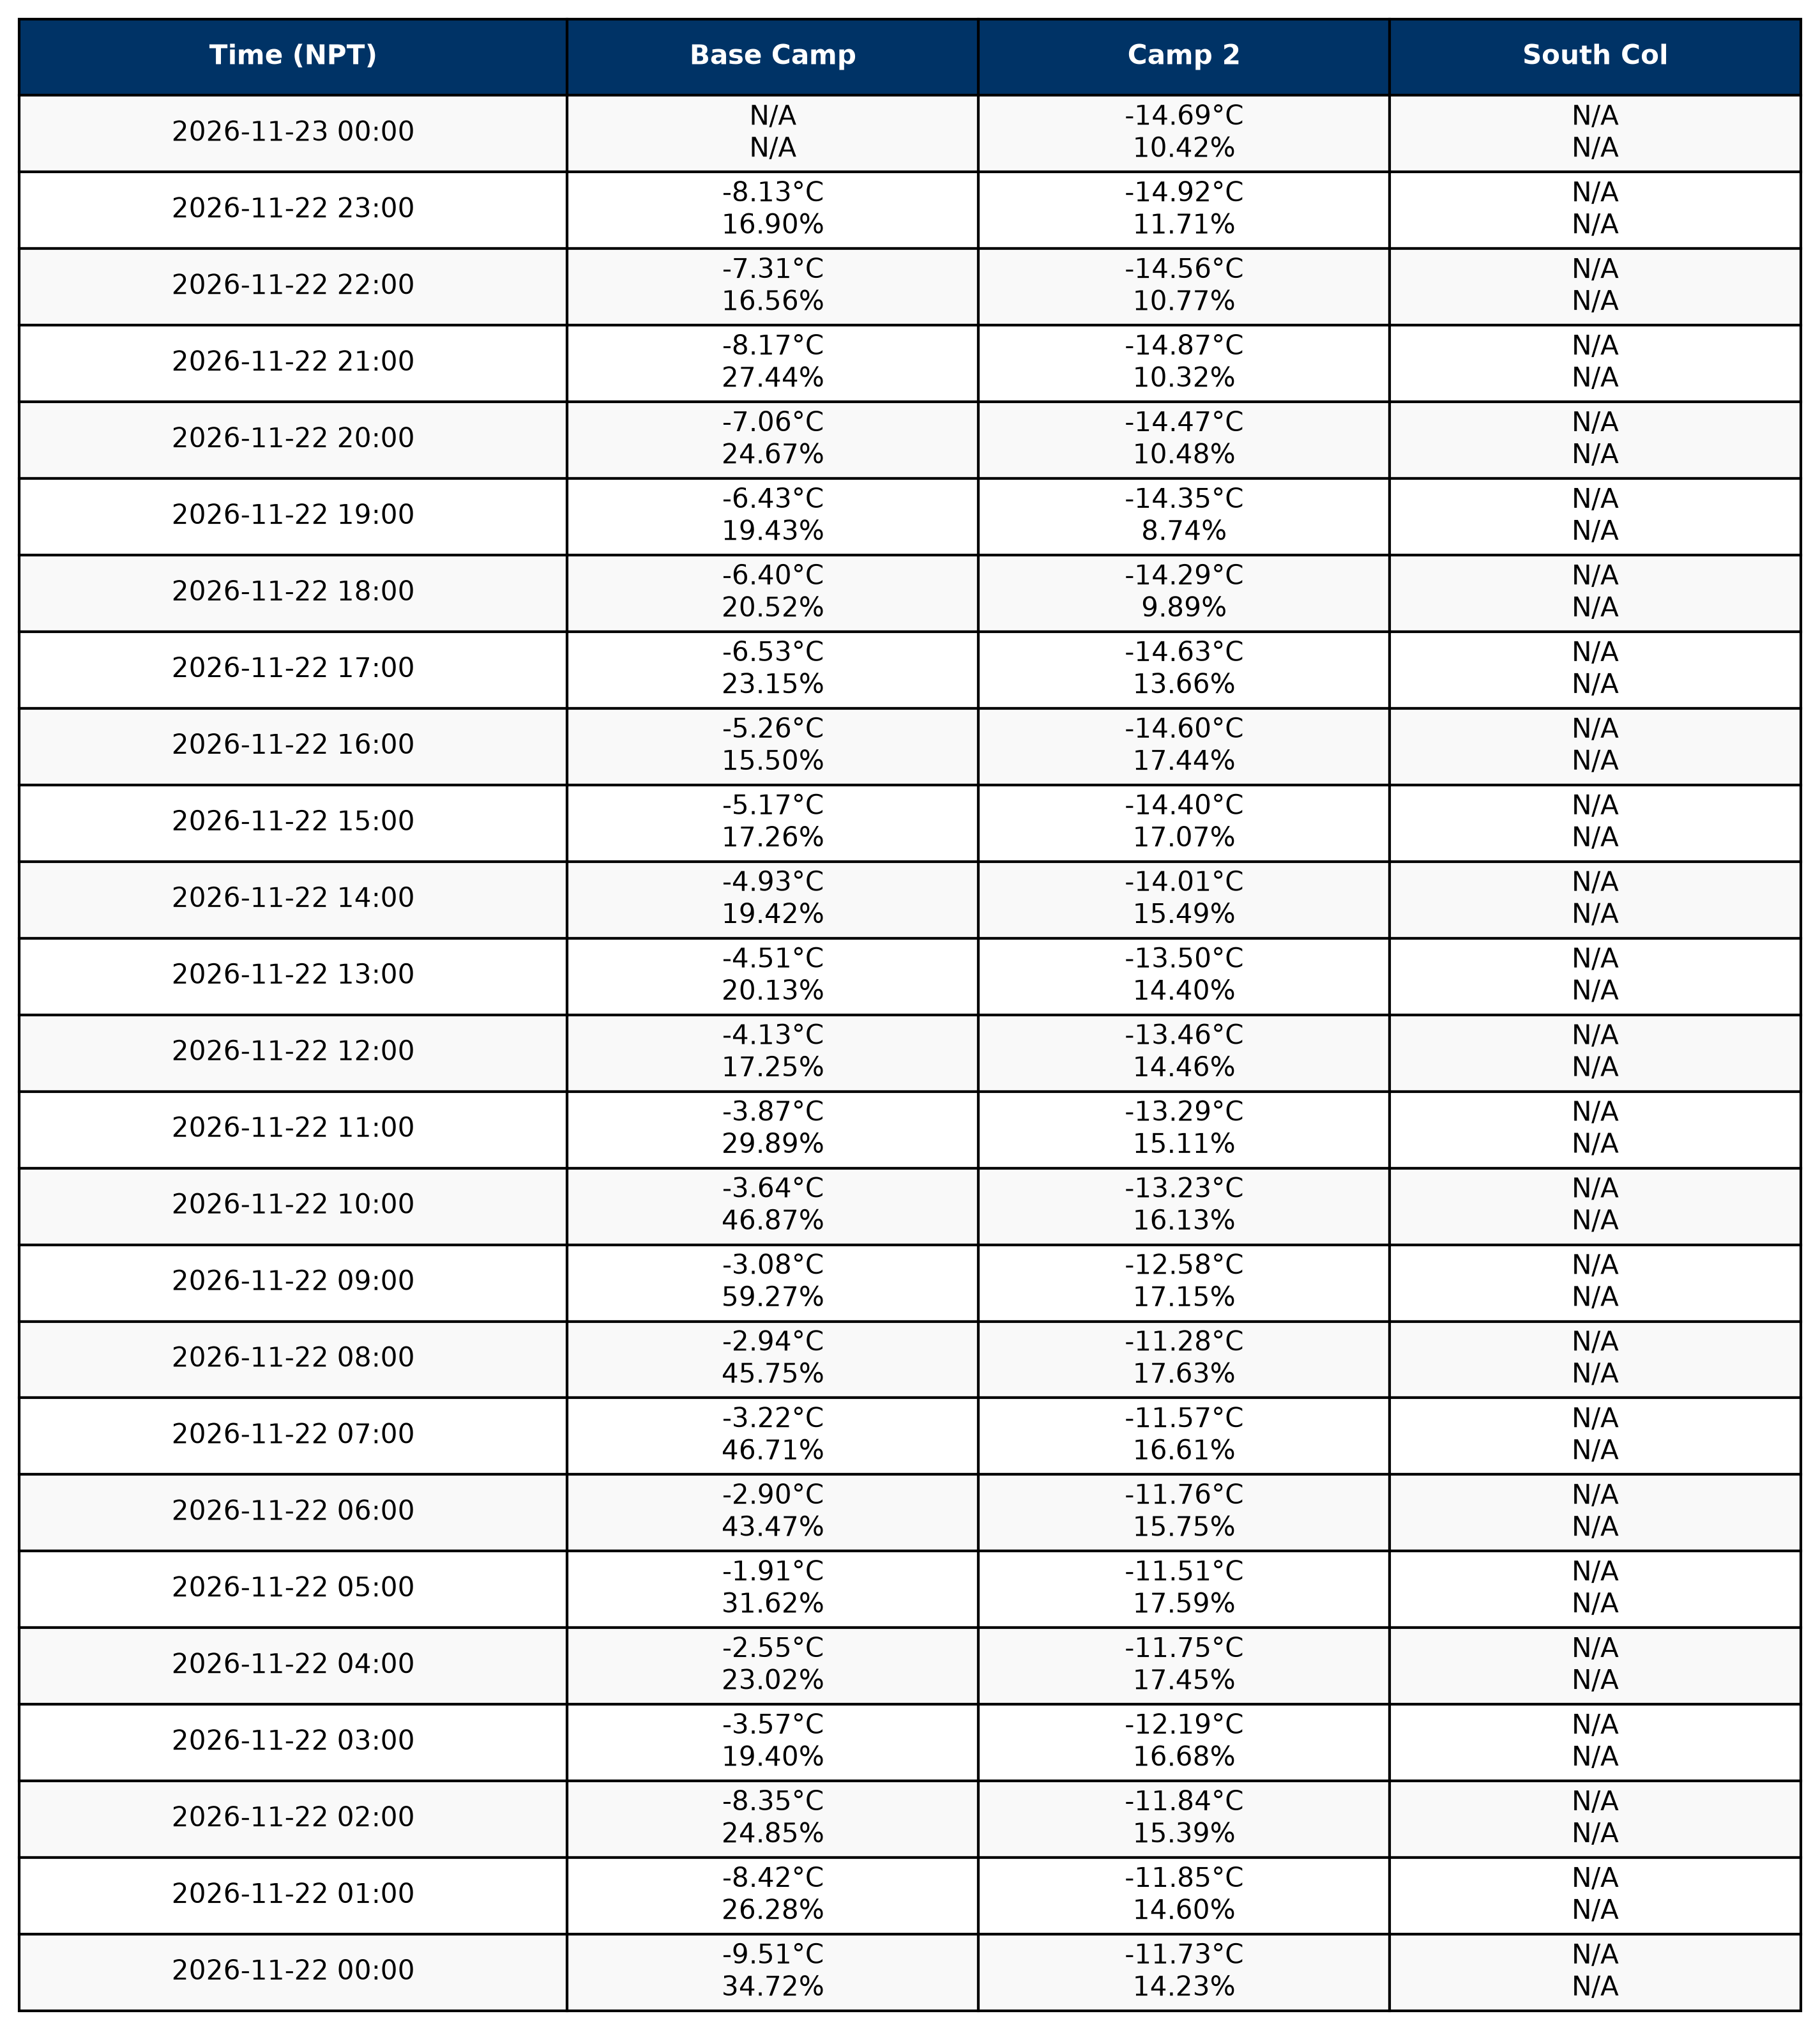 Time (NPT) Base Camp Camp 2 South Col
2026-11-23 00:00 N/A -14.69°C N/A
N/A 10.42% N/A
2026-11-22 23:00 -8.13°C -14.92°C N/A
16.90% 11.71% N/A
2026-11-22 22:00 -7.31°C -14.56°C N/A
16.56% 10.77% N/A
2026-11-22 21:00 -8.17°C -14.87°C N/A
27.44% 10.32% N/A
2026-11-22 20:00 -7.06°C -14.47°C N/A
24.67% 10.48% N/A
2026-11-22 19:00 -6.43°C -14.35°C N/A
19.43% 8.74% N/A
2026-11-22 18:00 -6.40°C -14.29°C N/A
20.52% 9.89% N/A
2026-11-22 17:00 -6.53°C -14.63°C N/A
23.15% 13.66% N/A
2026-11-22 16:00 -5.26°C -14.60°C N/A
15.50% 17.44% N/A
2026-11-22 15:00 -5.17°C -14.40°C N/A
17.26% 17.07% N/A
2026-11-22 14:00 -4.93°C -14.01°C N/A
19.42% 15.49% N/A
2026-11-22 13:00 -4.51°C -13.50°C N/A
20.13% 14.40% N/A
2026-11-22 12:00 -4.13°C -13.46°C N/A
17.25% 14.46% N/A
2026-11-22 11:00 -3.87°C -13.29°C N/A
29.89% 15.11% N/A
2026-11-22 10:00 -3.64°C -13.23°C N/A
46.87% 16.13% N/A
2026-11-22 09:00 -3.08°C -12.58°C N/A
59.27% 17.15% N/A
2026-11-22 08:00 -2.94°C -11.28°C N/A
45.75% 17.63% N/A
2026-11-22 07:00 -3.22°C -11.57°C N/A
46.71% 16.61% N/A
2026-11-22 06:00 -2.90°C -11.76°C N/A
43.47% 15.75% N/A
2026-11-22 05:00 -1.91°C -11.51°C N/A
31.62% 17.59% N/A
2026-11-22 04:00 -2.55°C -11.75°C N/A
23.02% 17.45% N/A
2026-11-22 03:00 -3.57°C -12.19°C N/A
19.40% 16.68% N/A
2026-11-22 02:00 -8.35°C -11.84°C N/A
24.85% 15.39% N/A
2026-11-22 01:00 -8.42°C -11.85°C N/A
26.28% 14.60% N/A
2026-11-22 00:00 -9.51°C -11.73°C N/A
34.72% 14.23% N/A